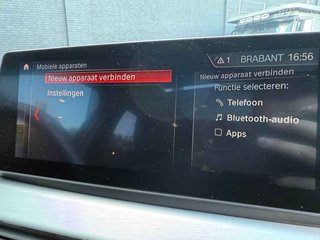 Mobiele apparaten
1 BRABANT 16:56
Nieuw apparaat verbinden
Instellingen
Nieuw apparaat verbinden
Functie selecteren:
Telefoon
Bluetooth-audio
Apps